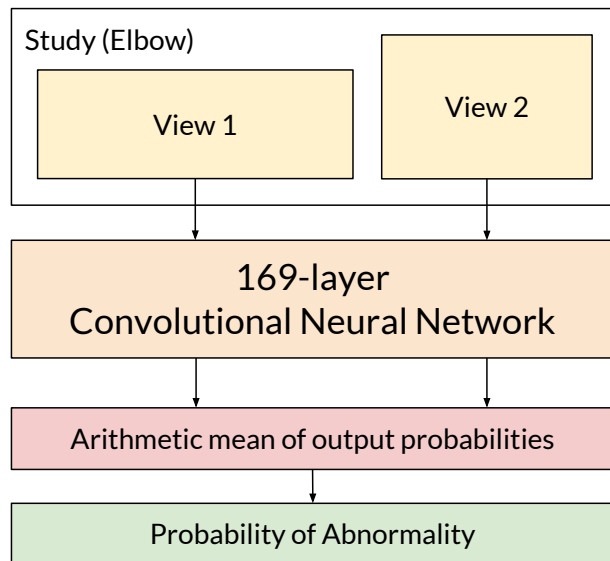 Study (Elbow)
View 1
View 2
169-layer
Convolutional Neural Network
Arithmetic mean of output probabilities
Probability of Abnormality